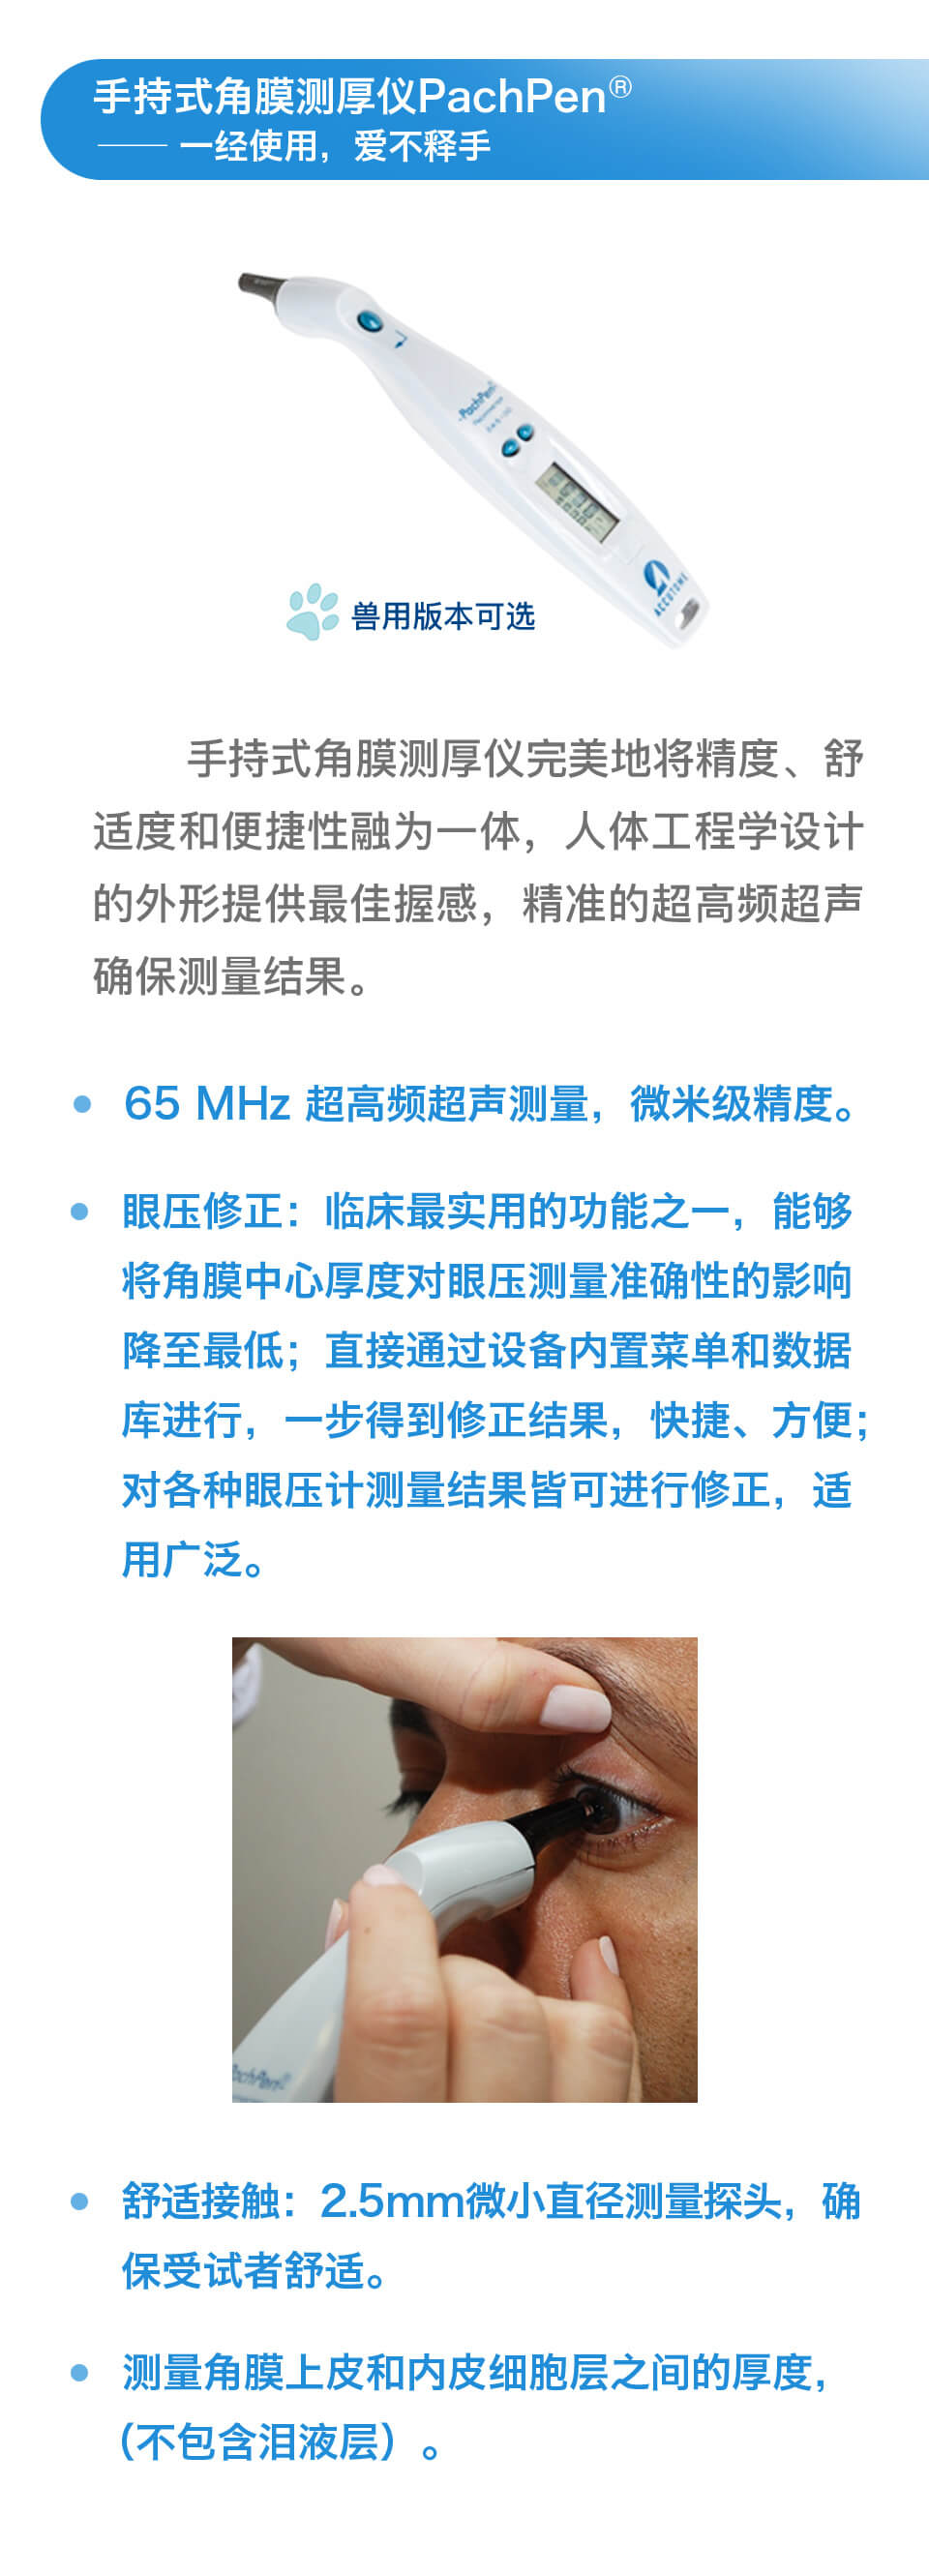 手持式角膜测厚仪PachPen®
—— 一经使用，爱不释手
PachPen®
ACCUTOME
兽用版本可选
手持式角膜测厚仪完美地将精度、舒
适度和便捷性融为一体，人体工程学设计
的外形提供最佳握感，精准的超高频超声
确保测量结果。
65 MHz 超高频超声测量，微米级精度。
眼压修正：临床最实用的功能之一，能够
将角膜中心厚度对眼压测量准确性的影响
降至最低；直接通过设备内置菜单和数据
库进行，一步得到修正结果，快捷、方便；
对各种眼压计测量结果皆可进行修正，适
用广泛。
舒适接触：2.5mm微小直径测量探头，确
保受试者舒适。
测量角膜上皮和内皮细胞层之间的厚度，
（不包含泪液层）。